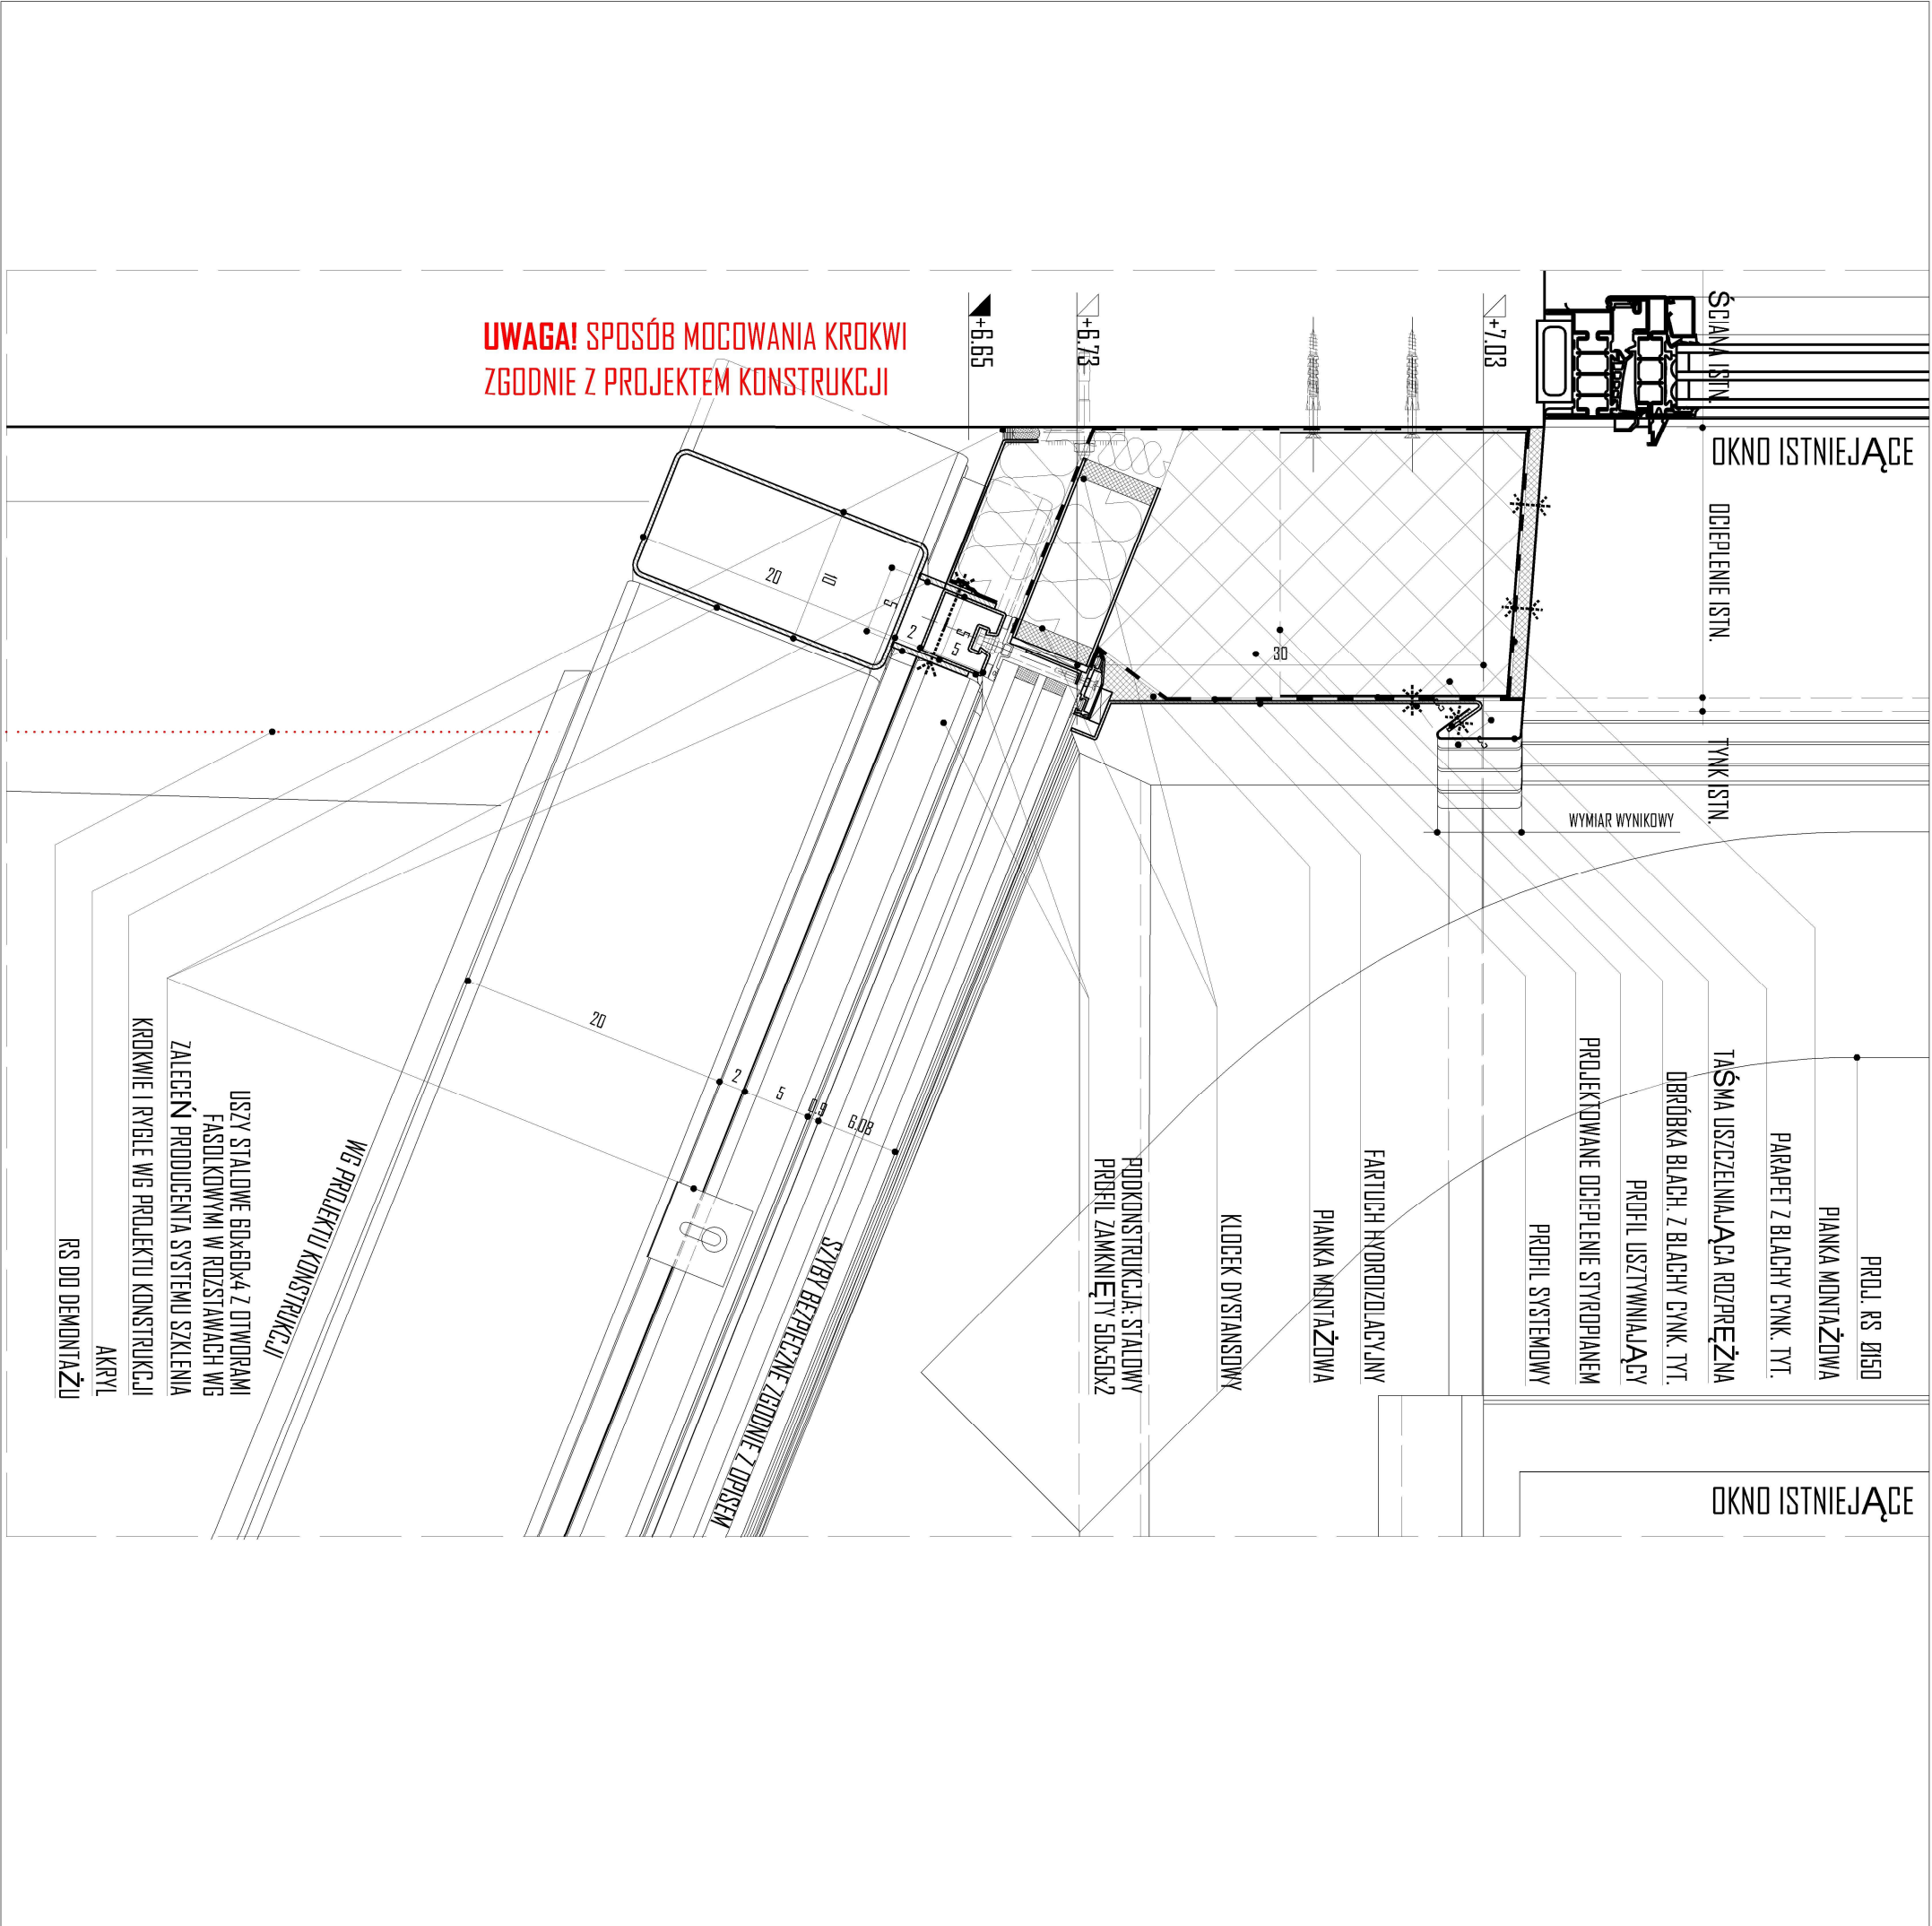 UWAGA! SPOSÓB MOCOWANIA KROKWI
ZGODNIE Z PROJEKTEM KONSTRUKCJI
+6.65
+6.73
+7.03
ŚCIANA ISTN.
OKNO ISTNIEJĄCE
OCIEPLENIE ISTN.
TYNK ISTN.
WYMIAR WYNIKOWY
20
10
5
2
5
5
30
20
2
5
0.9
6.08
PROJ. RS Ø150
PIANKA MONTAŻOWA
PARAPET Z BLACHY CYNK. TYT.
TAŚMA USZCZELNIAJĄCA ROZPRĘŻNA
OBRÓBKA BLACH. Z BLACHY CYNK. TYT.
PROFIL USZTYWNIAJĄCY
PROJEKTOWANE OCIEPLENIE STYROPIANEM
PROFIL SYSTEMOWY
FARTUCH HYDROIZOLACYJNY
PIANKA MONTAŻOWA
KLOCEK DYSTANSOWY
PODKONSTRUKCJA: STALOWY
PROFIL ZAMKNIĘTY 50x50x2
SZYBY BEZPIECZNE ZGODNIE Z OPISEM
WG PROJEKTU KONSTRUKCJI
USZY STALOWE 60x60x4 Z OTWORAMI
FASOLKOWYMI W ROZSTAWACH WG
ZALECEŃ PRODUCENTA SYSTEMU SZKLENIA
KROKWIE I RYGLE WG PROJEKTU KONSTRUKCJI
AKRYL
RS DO DEMONTAŻU
OKNO ISTNIEJĄCE